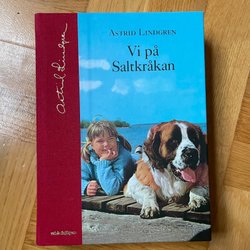 Astrid Lindgren
ASTRID LINDGREN
Vi på
Saltkråkan